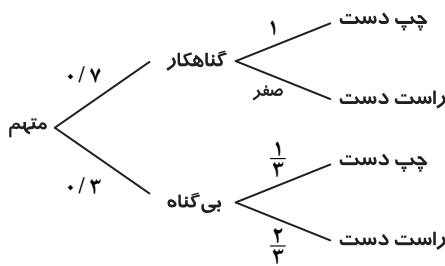 چپ دست
۱
گناهکار
۰/۷
صفر
راست دست
متهم
چپ دست
۱/۳
۰/۳
بی‌گناه
راست دست
۲/۳